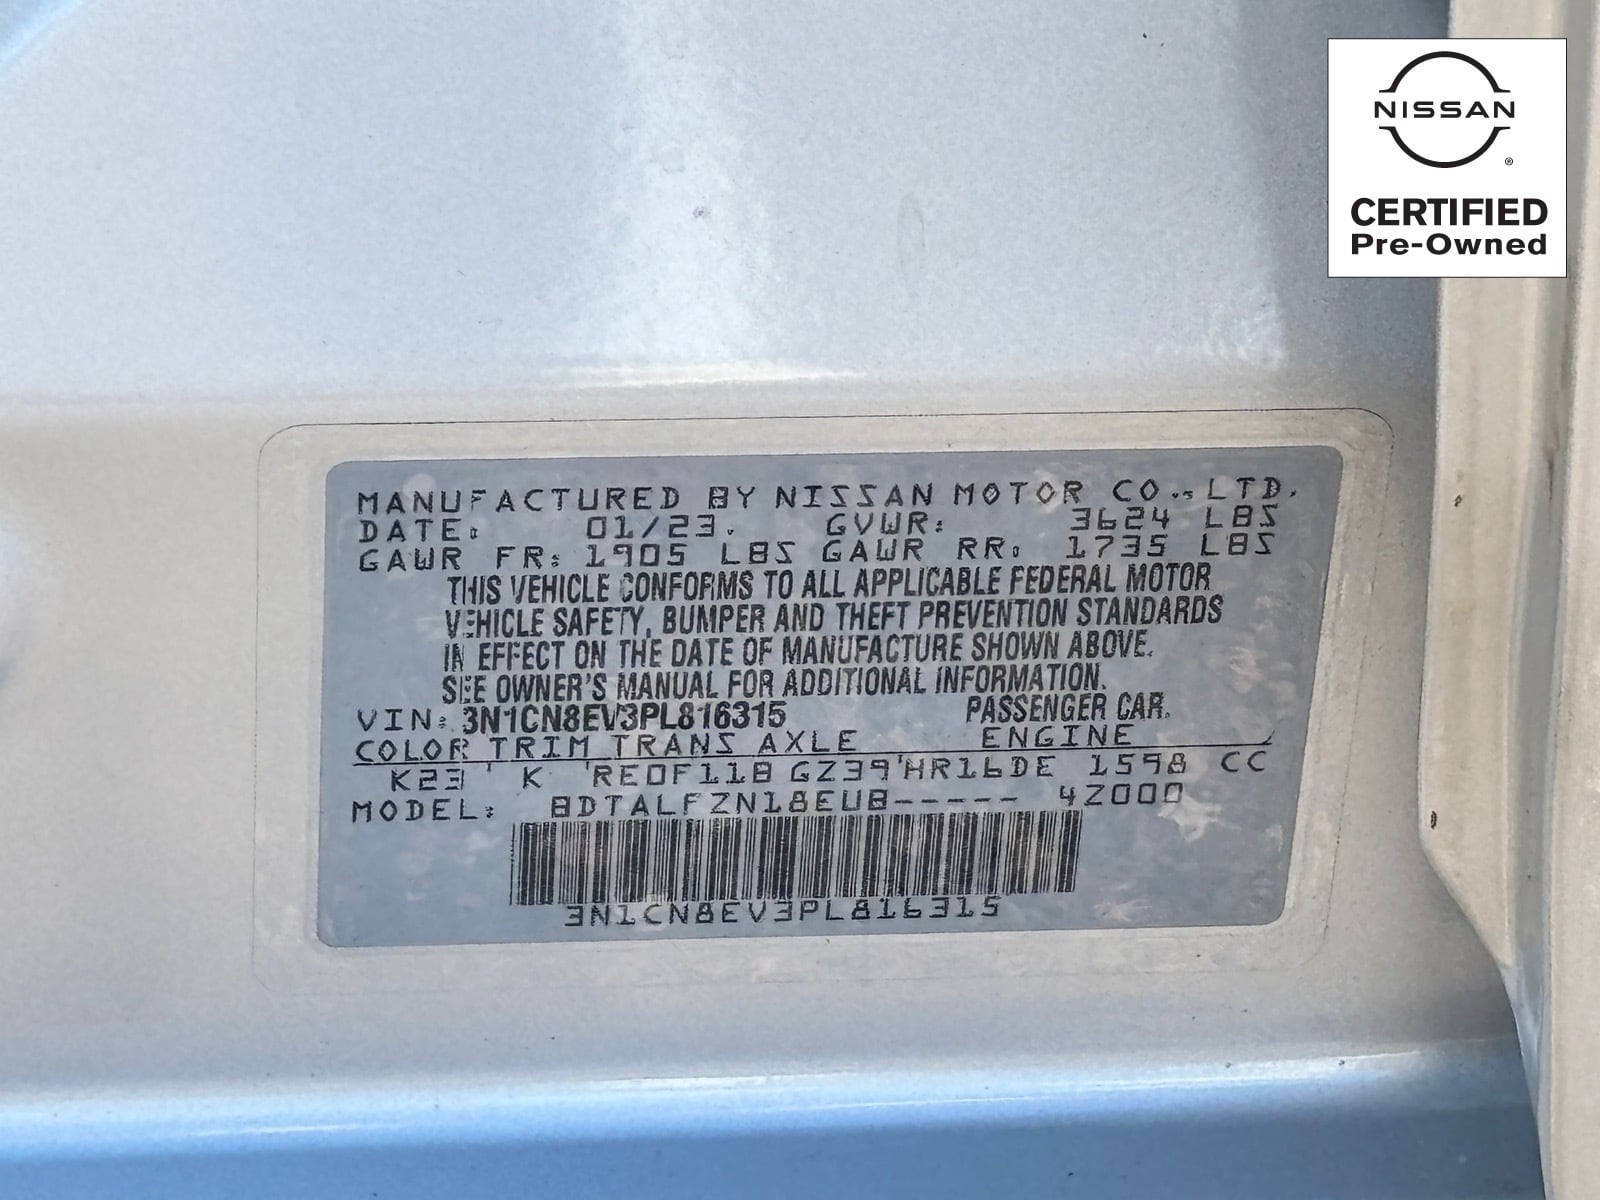 NISSAN
®
CERTIFIED
Pre-Owned
MANUFACTURED BY NISSAN MOTOR CO.,LTD.
DATE: 01/23. GVWR: 3624 LBS
GAWR FR: 1905 LBS GAWR RR: 1735 LBS
THIS VEHICLE CONFORMS TO ALL APPLICABLE FEDERAL MOTOR
VEHICLE SAFETY, BUMPER AND THEFT PREVENTION STANDARDS
IN EFFECT ON THE DATE OF MANUFACTURE SHOWN ABOVE.
SEE OWNER'S MANUAL FOR ADDITIONAL INFORMATION.
VIN: 3N1CN8EV3PL816315 PASSENGER CAR.
COLOR TRIM TRANS AXLE ENGINE
K23 ' K 'RE0F11B GZ39'HR16DE 1598 CC
MODEL: BDTALFZN18EUB----- 4Z000
3N1CN8EV3PL816315